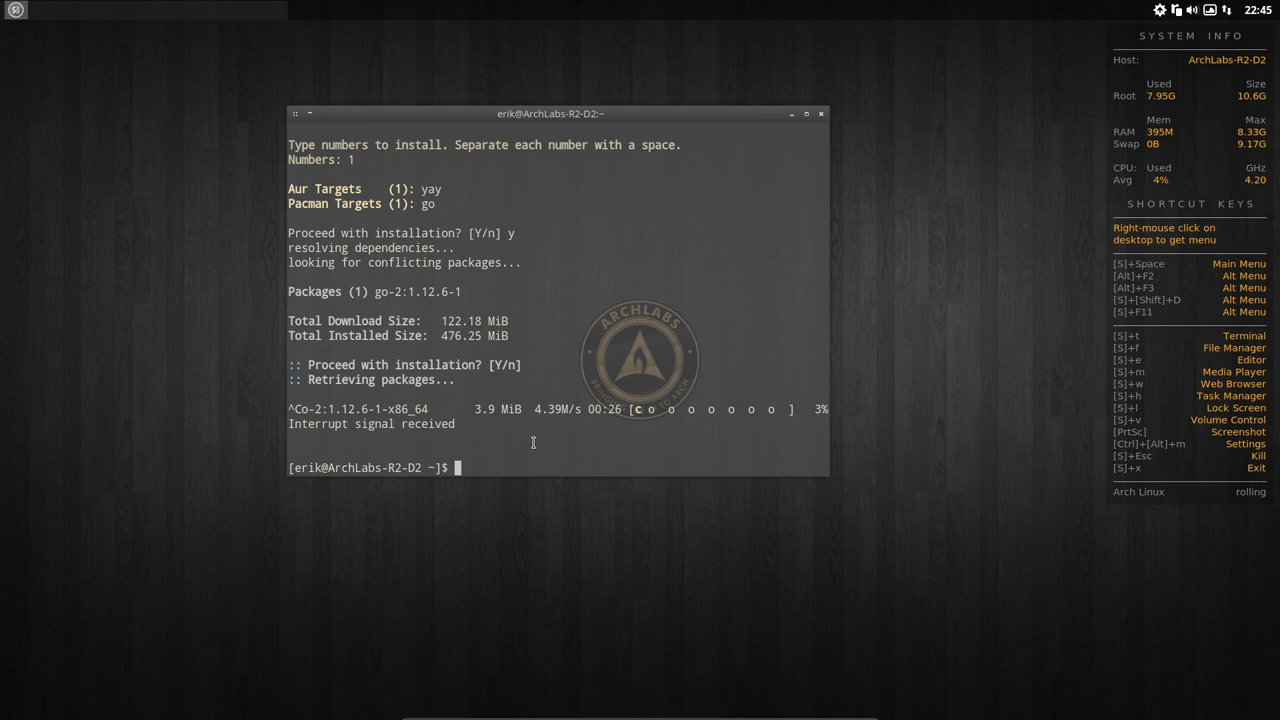 22:45
erik@ArchLabs-R2-D2:~
Type numbers to install. Separate each number with a space.
Numbers: 1
Aur Targets    (1): yay
Pacman Targets (1): go
Proceed with installation? [Y/n] y
resolving dependencies...
looking for conflicting packages...
Packages (1) go-2:1.12.6-1
Total Download Size:   122.18 MiB
Total Installed Size:  476.25 MiB
:: Proceed with installation? [Y/n]
:: Retrieving packages...
^Co-2:1.12.6-1-x86_64       3.9 MiB  4.39M/s 00:26 [c o  o  o  o  o  o  o  ]   3%
Interrupt signal received
[erik@ArchLabs-R2-D2 ~]$
ARCHLABS
SYSTEM INFO
Host: ArchLabs-R2-D2
Used Size
Root 7.95G 10.6G
Mem Max
RAM 395M 8.33G
Swap 0B 9.17G
CPU: Used GHz
Avg 4% 4.20
SHORTCUT KEYS
Right-mouse click on
desktop to get menu
[S]+Space Main Menu
[Alt]+F2 Alt Menu
[Alt]+F3 Alt Menu
[S]+[Shift]+D Alt Menu
[S]+F11 Alt Menu
[S]+t Terminal
[S]+f File Manager
[S]+e Editor
[S]+m Media Player
[S]+w Web Browser
[S]+h Task Manager
[S]+l Lock Screen
[S]+v Volume Control
[PrtSc] Screenshot
[Ctrl]+[Alt]+m Settings
[S]+Esc Kill
[S]+x Exit
Arch Linux rolling